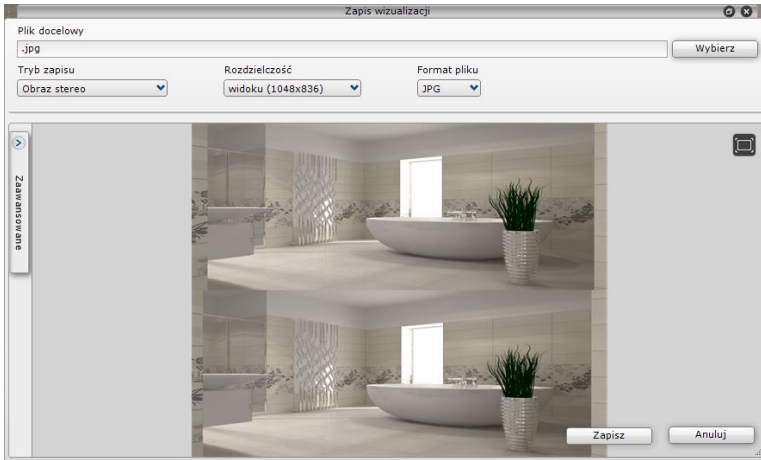 Zapis wizualizacji
Plik docelowy
.jpg
Wybierz
Tryb zapisu
Rozdzielczość
Format pliku
Obraz stereo
widoku (1048x836)
JPG
Zaawansowane
Zapisz
Anuluj